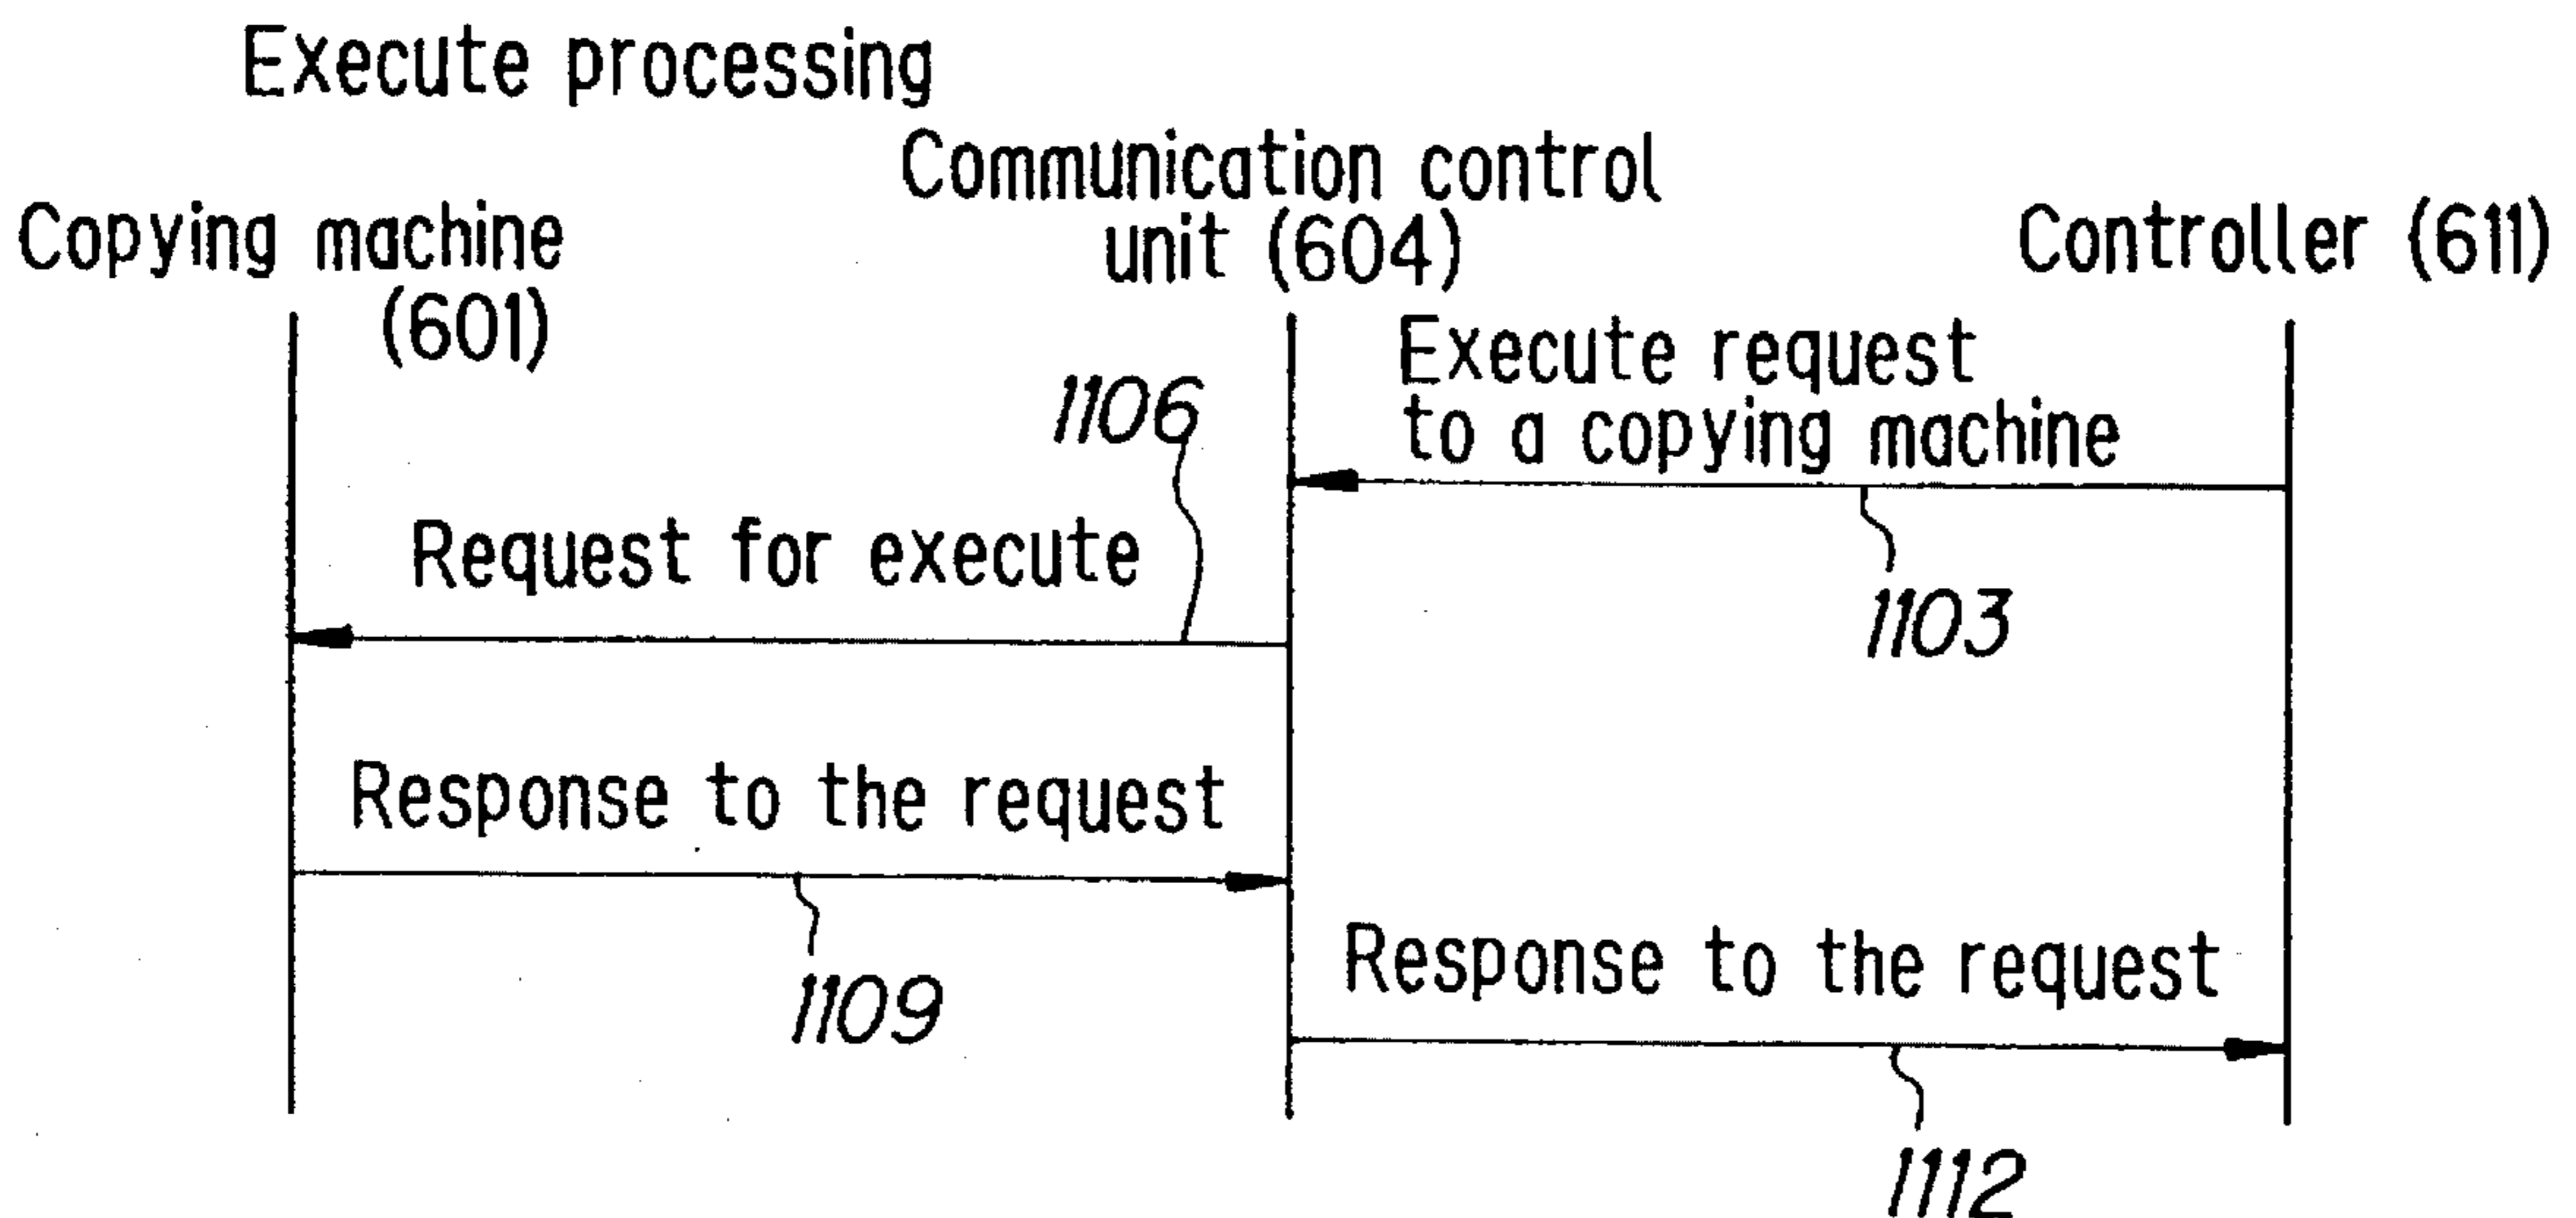 Execute processing
Copying machine
(601)
Communication control
unit (604)
Controller (611)
Execute request
to a copying machine
1103
1106
Request for execute
Response to the request
1109
Response to the request
1112